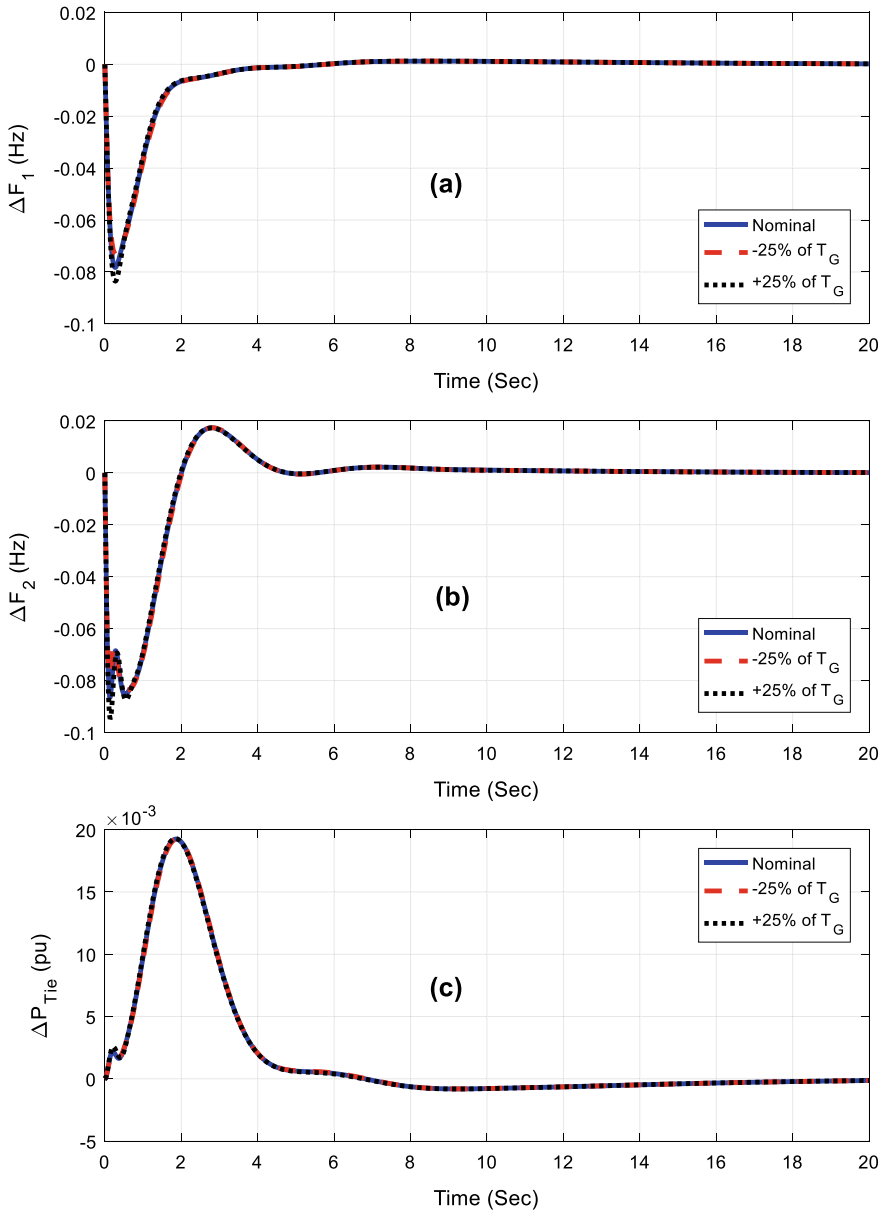 0.02
0
-0.02
-0.04
-0.06
-0.08
-0.1
ΔF1 (Hz)
(a)
Nominal
-25% of TG
+25% of TG
0 2 4 6 8 10 12 14 16 18 20
Time (Sec)
0.02
0
-0.02
-0.04
-0.06
-0.08
-0.1
ΔF2 (Hz)
(b)
Nominal
-25% of TG
+25% of TG
0 2 4 6 8 10 12 14 16 18 20
Time (Sec)
×10-3
20
15
10
5
0
-5
ΔPTie (pu)
(c)
Nominal
-25% of TG
+25% of TG
0 2 4 6 8 10 12 14 16 18 20
Time (Sec)